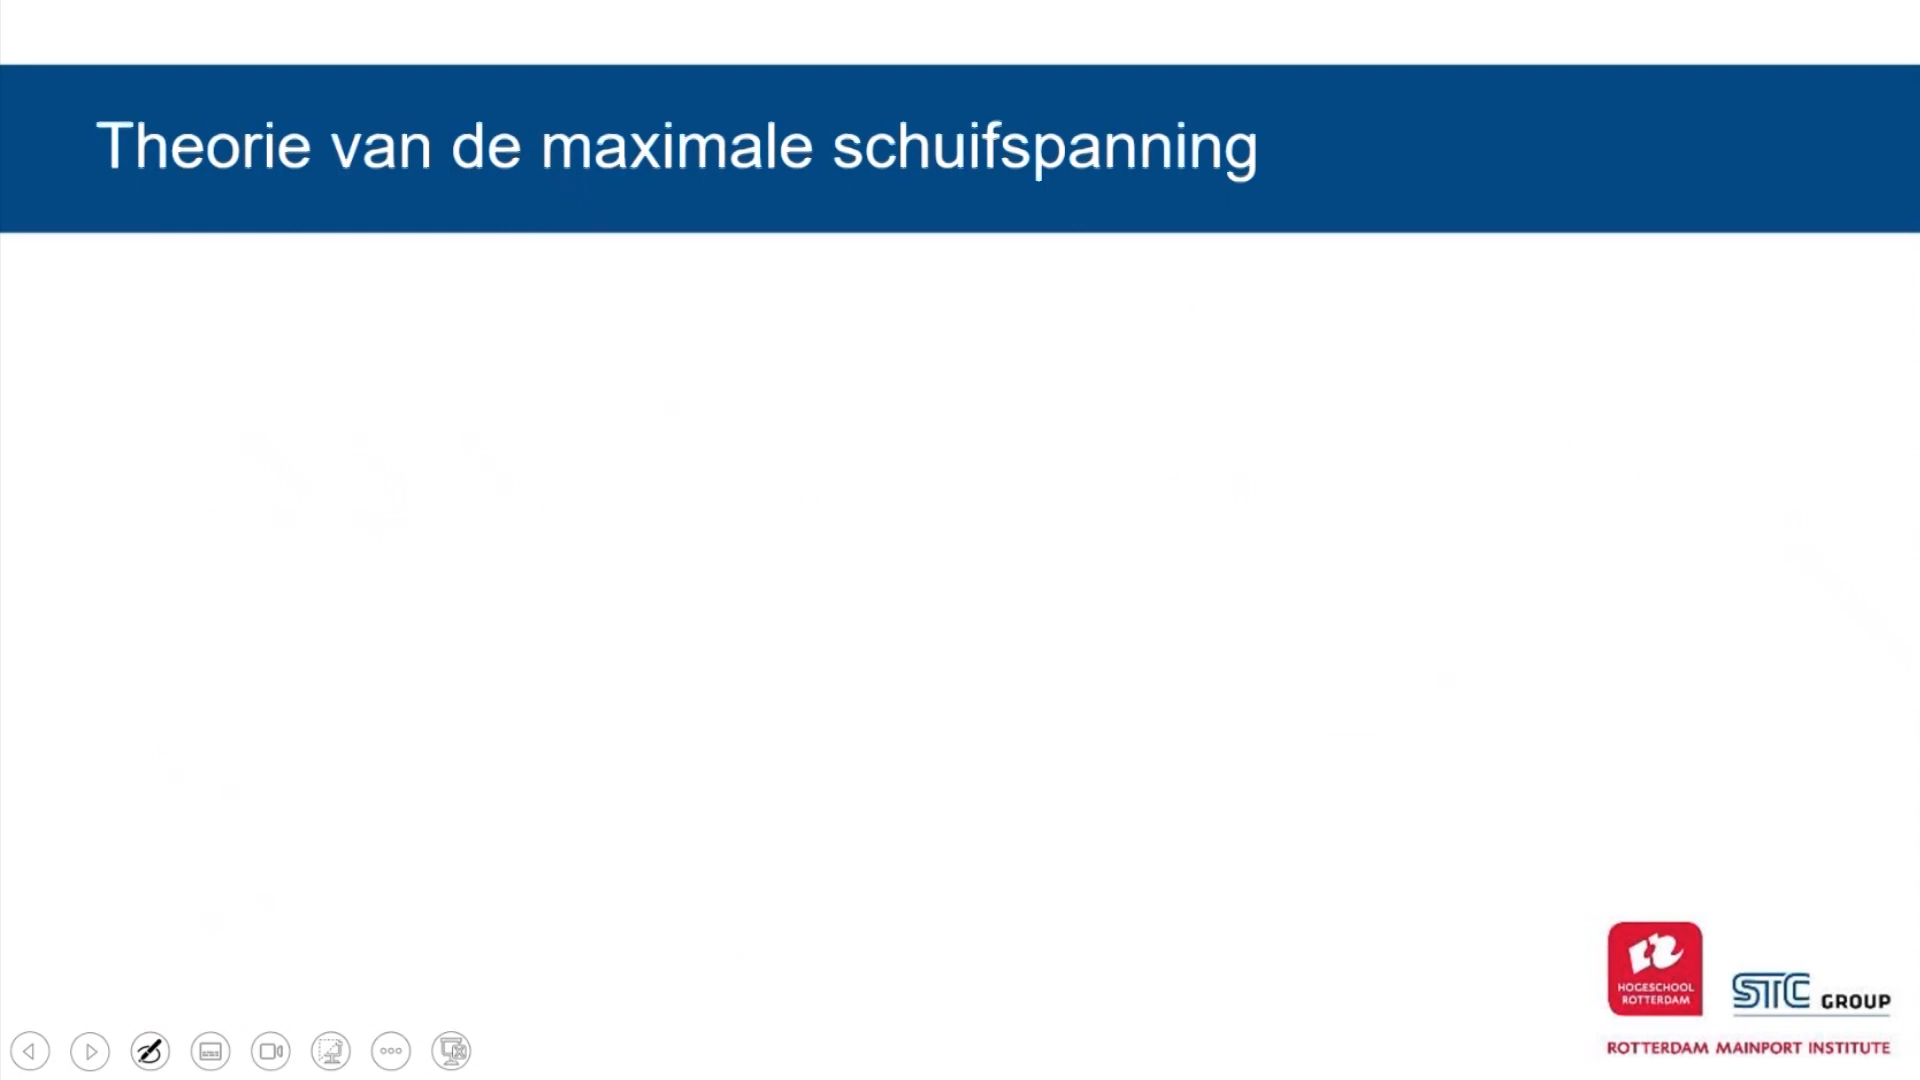 Theorie van de maximale schuifspanning
HOGESCHOOL
ROTTERDAM
STC GROUP
ROTTERDAM MAINPORT INSTITUTE